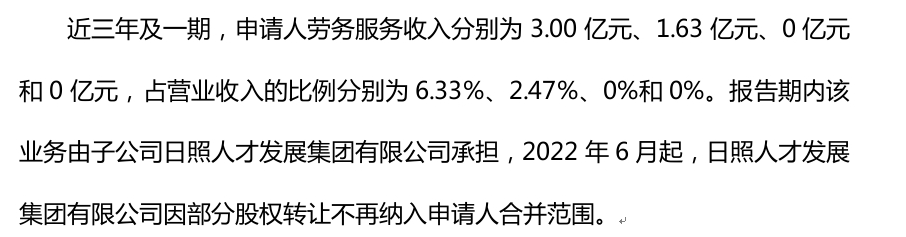 近三年及一期，申请人劳务服务收入分别为 3.00 亿元、1.63 亿元、0 亿元
和 0 亿元，占营业收入的比例分别为 6.33%、2.47%、0%和 0%。报告期内该
业务由子公司日照人才发展集团有限公司承担，2022 年 6 月起，日照人才发展
集团有限公司因部分股权转让不再纳入申请人合并范围。